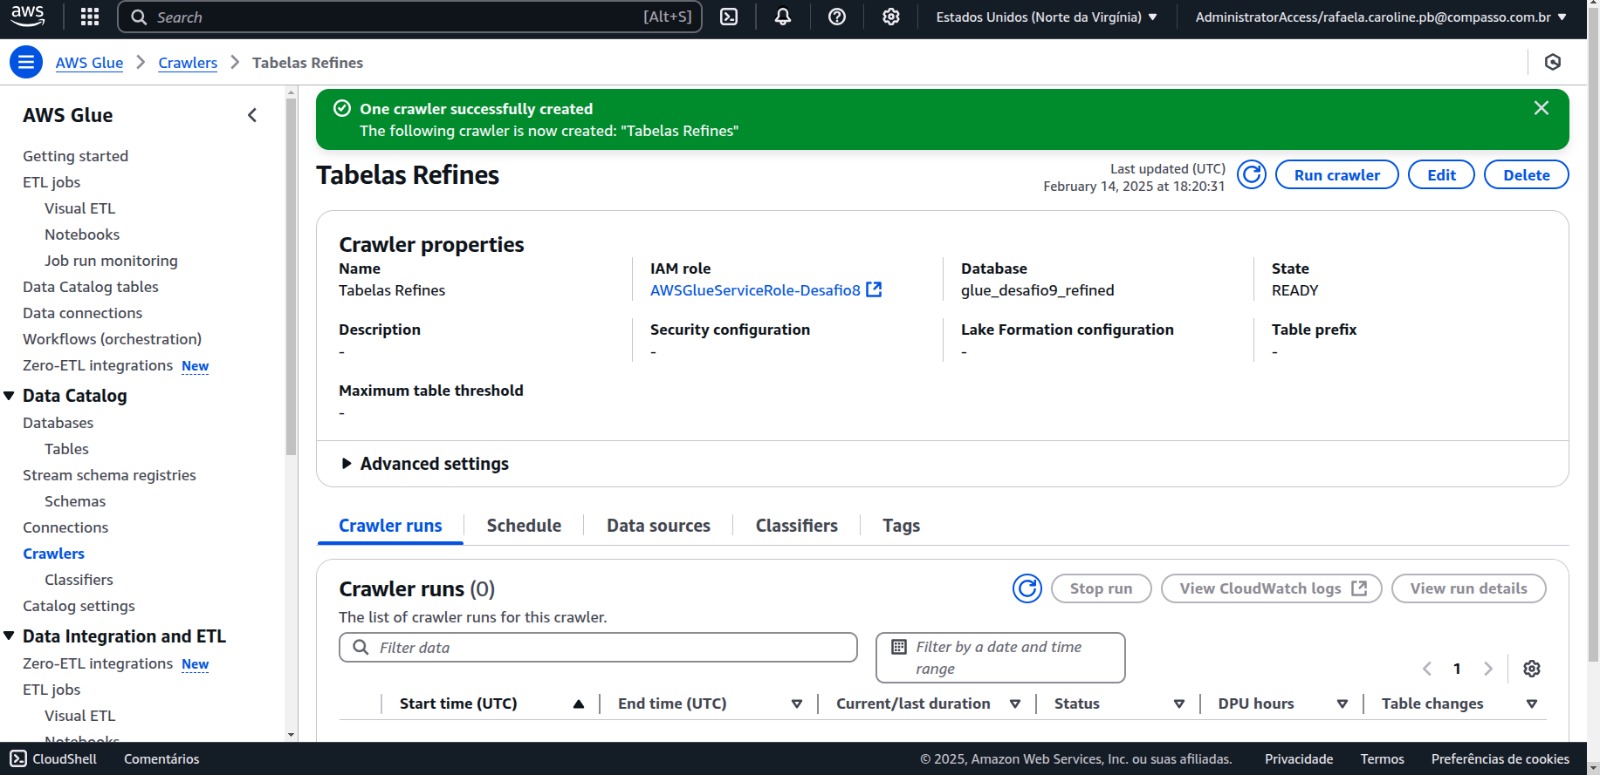 aws
Search
[Alt+S]
Estados Unidos (Norte da Virgínia)
AdministratorAccess/rafaela.caroline.pb@compasso.com.br
AWS Glue
Crawlers
Tabelas Refines
AWS Glue
Getting started
ETL jobs
Visual ETL
Notebooks
Job run monitoring
Data Catalog tables
Data connections
Workflows (orchestration)
Zero-ETL integrations New
Data Catalog
Databases
Tables
Stream schema registries
Schemas
Connections
Crawlers
Classifiers
Catalog settings
Data Integration and ETL
Zero-ETL integrations New
ETL jobs
Visual ETL
Notebooks
One crawler successfully created
The following crawler is now created: "Tabelas Refines"
Tabelas Refines
Last updated (UTC)
February 14, 2025 at 18:20:31
Run crawler
Edit
Delete
Crawler properties
Name
Tabelas Refines
IAM role
AWSGlueServiceRole-Desafio8
Database
glue_desafio9_refined
State
READY
Description
-
Security configuration
-
Lake Formation configuration
-
Table prefix
-
Maximum table threshold
-
Advanced settings
Crawler runs
Schedule
Data sources
Classifiers
Tags
Crawler runs (0)
The list of crawler runs for this crawler.
Stop run
View CloudWatch logs
View run details
Filter data
Filter by a date and time
range
1
Start time (UTC)
End time (UTC)
Current/last duration
Status
DPU hours
Table changes
CloudShell
Comentários
© 2025, Amazon Web Services, Inc. ou suas afiliadas.
Privacidade
Termos
Preferências de cookies